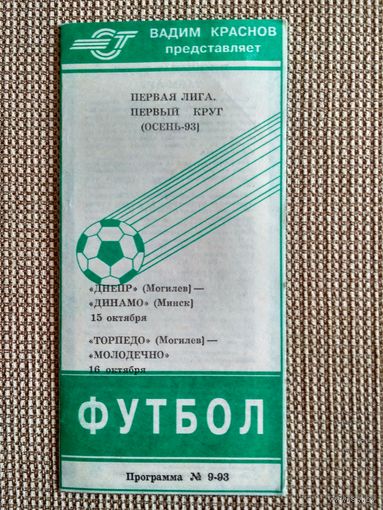 ЕТ
ВАДИМ КРАСНОВ
представляет
ПЕРВАЯ ЛИГА.
ПЕРВЫЙ КРУГ
(ОСЕНЬ-93)
«ДНЕПР» (Могилев)—
«ДИНАМО» (Минск)
15 октября
«ТОРПЕДО» (Могилев)—
«МОЛОДЕЧНО»
16 октября
ФУТБОЛ
Программа № 9-93